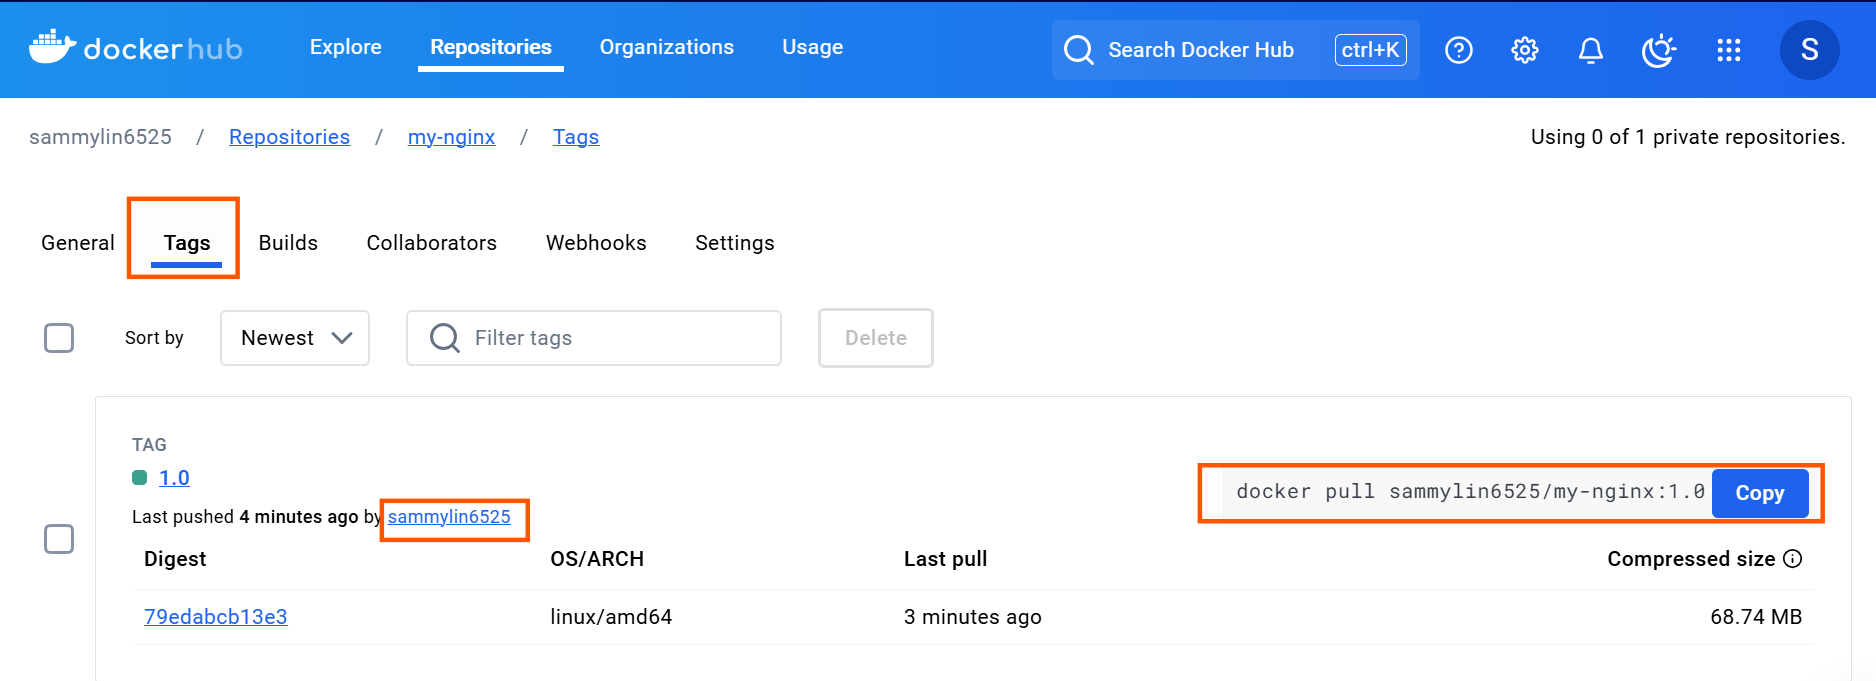 docker hub Explore Repositories Organizations Usage Search Docker Hub ctrl+K S
sammylin6525 / Repositories / my-nginx / Tags Using 0 of 1 private repositories.
General Tags Builds Collaborators Webhooks Settings
Sort by Newest Filter tags Delete
TAG
1.0
docker pull sammylin6525/my-nginx:1.0 Copy
Last pushed 4 minutes ago by sammylin6525
Digest OS/ARCH Last pull Compressed size
79edabcb13e3 linux/amd64 3 minutes ago 68.74 MB